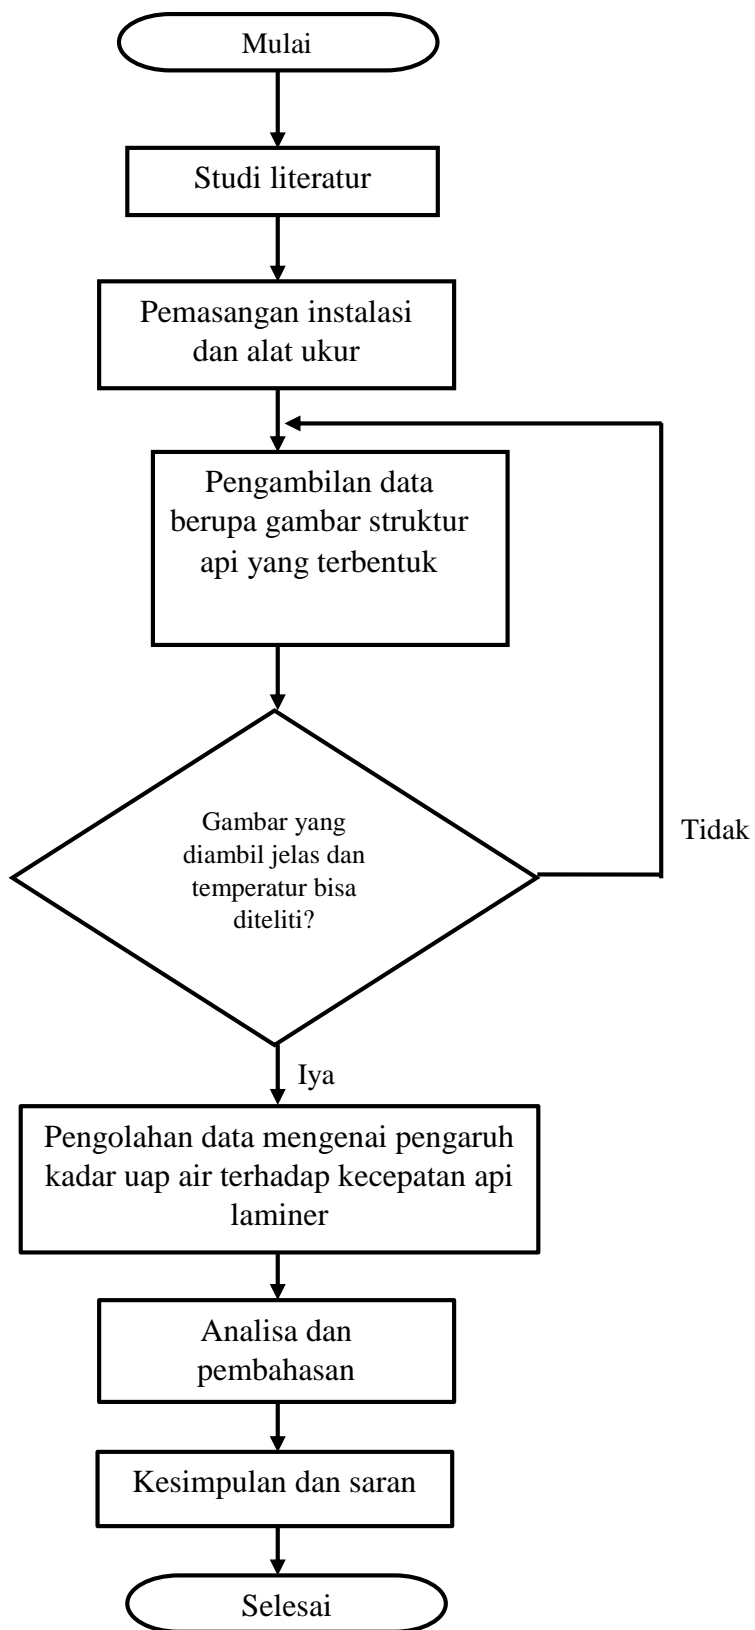 Mulai
Studi literatur
Pemasangan instalasi
dan alat ukur
Pengambilan data
berupa gambar struktur
api yang terbentuk
Gambar yang
diambil jelas dan
temperatur bisa
diteliti?
Tidak
Iya
Pengolahan data mengenai pengaruh
kadar uap air terhadap kecepatan api
laminer
Analisa dan
pembahasan
Kesimpulan dan saran
Selesai